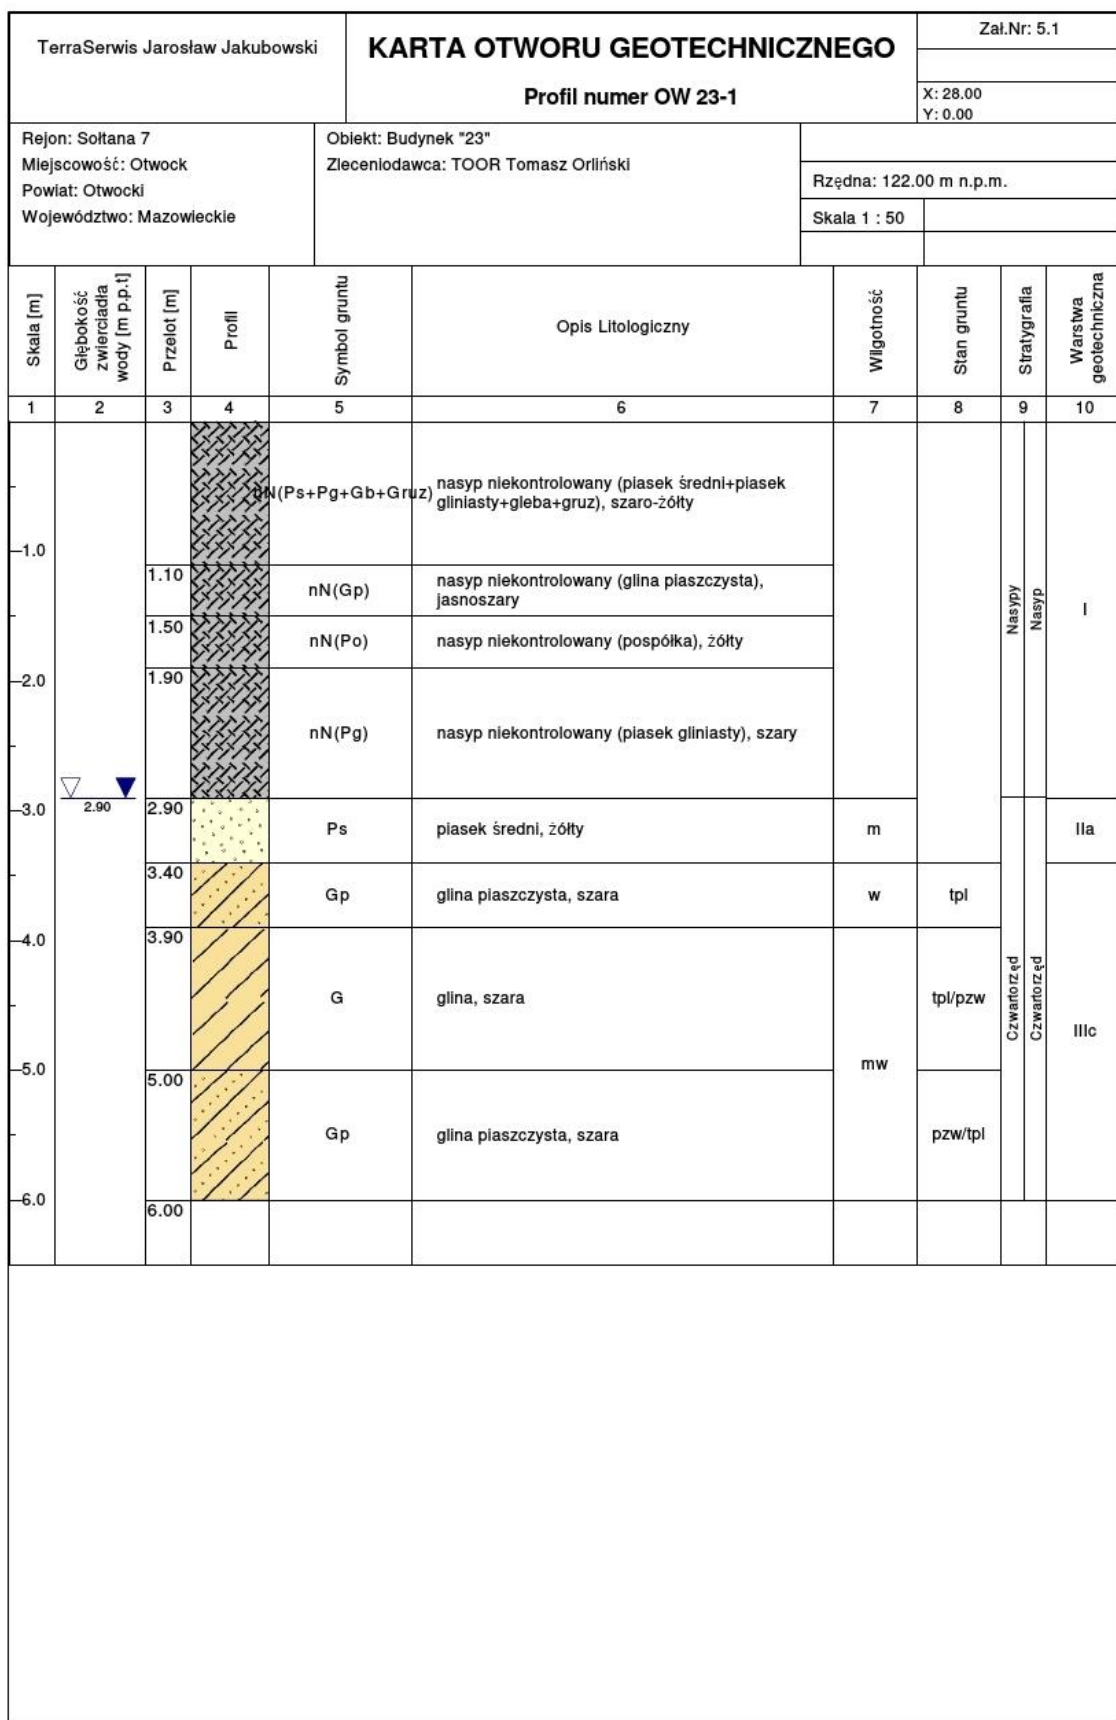 TerraSerwis Jarosław Jakubowski
KARTA OTWORU GEOTECHNICZNEGO
Profil numer OW 23-1
Zał.Nr: 5.1
X: 28.00
Y: 0.00
Rejon: Sołtana 7
Miejscowość: Otwock
Powiat: Otwocki
Województwo: Mazowieckie
Obiekt: Budynek "23"
Zleceniodawca: TOOR Tomasz Orliński
Rzędna: 122.00 m n.p.m.
Skala 1 : 50
Skala [m]
Głębokość
zwierciadła
wody [m p.p.t]
Przelot [m]
Profil
Symbol gruntu
Opis Litologiczny
Wilgotność
Stan gruntu
Stratygrafia
Warstwa
geotechniczna
1 2 3 4 5 6 7 8 9 10
nN(Ps+Pg+Gb+Gruz)
nasyp niekontrolowany (piasek średni+piasek
gliniasty+gleba+gruz), szaro-żółty
Nasypy
Nasyp
I
1.0
1.10
nN(Gp)
nasyp niekontrolowany (glina piaszczysta),
jasnoszary
1.50
nN(Po)
nasyp niekontrolowany (pospółka), żółty
2.0
1.90
nN(Pg)
nasyp niekontrolowany (piasek gliniasty), szary
2.90
3.0
2.90
Ps
piasek średni, żółty
m
IIa
3.40
Gp
glina piaszczysta, szara
w
tpl
4.0
3.90
G
glina, szara
mw
tpl/pzw
Czwartorzęd
Czwartorzęd
IIIc
5.0
5.00
Gp
glina piaszczysta, szara
pzw/tpl
6.0
6.00